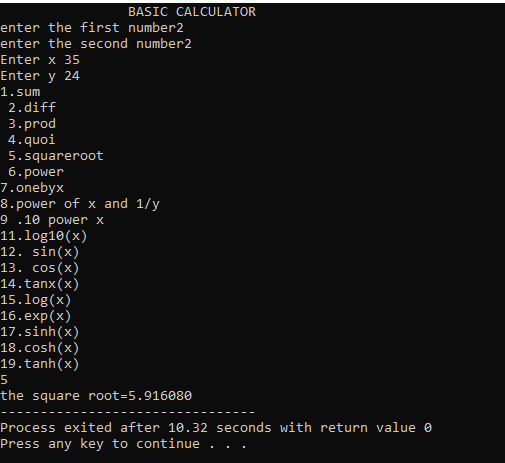 BASIC CALCULATOR
enter the first number2
enter the second number2
Enter x 35
Enter y 24
1.sum
2.diff
3.prod
4.quoi
5.squareroot
6.power
7.onebyx
8.power of x and 1/y
9 .10 power x
11.log10(x)
12. sin(x)
13. cos(x)
14.tanx(x)
15.log(x)
16.exp(x)
17.sinh(x)
18.cosh(x)
19.tanh(x)
5
the square root=5.916080
--------------------------------
Process exited after 10.32 seconds with return value 0
Press any key to continue . . .